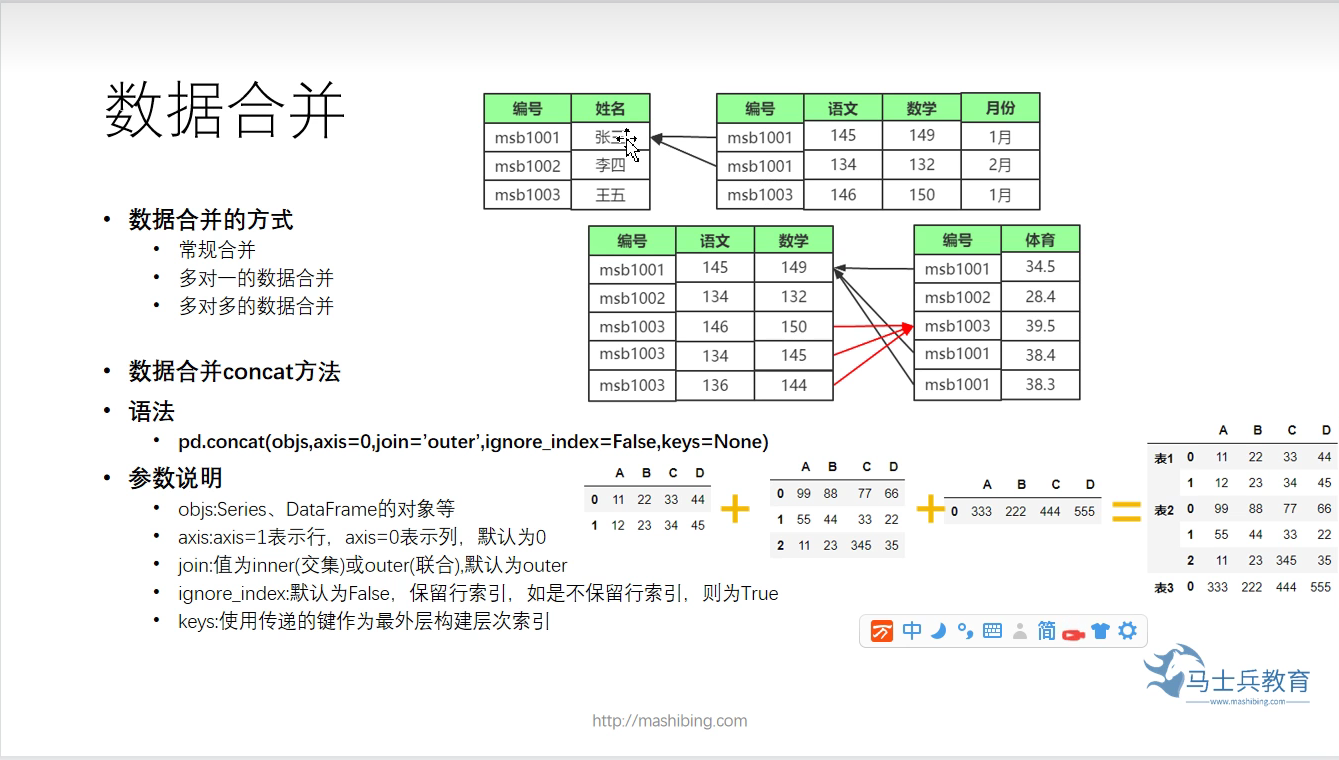 数据合并
编号 姓名
msb1001 张三
msb1002 李四
msb1003 王五
编号 语文 数学 月份
msb1001 145 149 1月
msb1001 134 132 2月
msb1003 146 150 1月
编号 语文 数学
msb1001 145 149
msb1002 134 132
msb1003 146 150
msb1003 134 145
msb1003 136 144
编号 体育
msb1001 34.5
msb1002 28.4
msb1003 39.5
msb1001 38.4
msb1001 38.3
• 数据合并的方式
• 常规合并
• 多对一的数据合并
• 多对多的数据合并
• 数据合并concat方法
• 语法
• pd.concat(objs,axis=0,join=’outer’,ignore_index=False,keys=None)
• 参数说明
• objs:Series、DataFrame的对象等
• axis:axis=1表示行，axis=0表示列，默认为0
• join:值为inner(交集)或outer(联合),默认为outer
• ignore_index:默认为False，保留行索引，如是不保留行索引，则为True
• keys:使用传递的键作为最外层构建层次索引
A B C D
0 11 22 33 44
1 12 23 34 45
+
A B C D
0 99 88 77 66
1 55 44 33 22
2 11 23 345 35
+
A B C D
0 333 222 444 555
=
A B C D
表1 0 11 22 33 44
1 12 23 34 45
表2 0 99 88 77 66
1 55 44 33 22
2 11 23 345 35
表3 0 333 222 444 555
万 中 简
马士兵教育
www.mashibing.com
http://mashibing.com